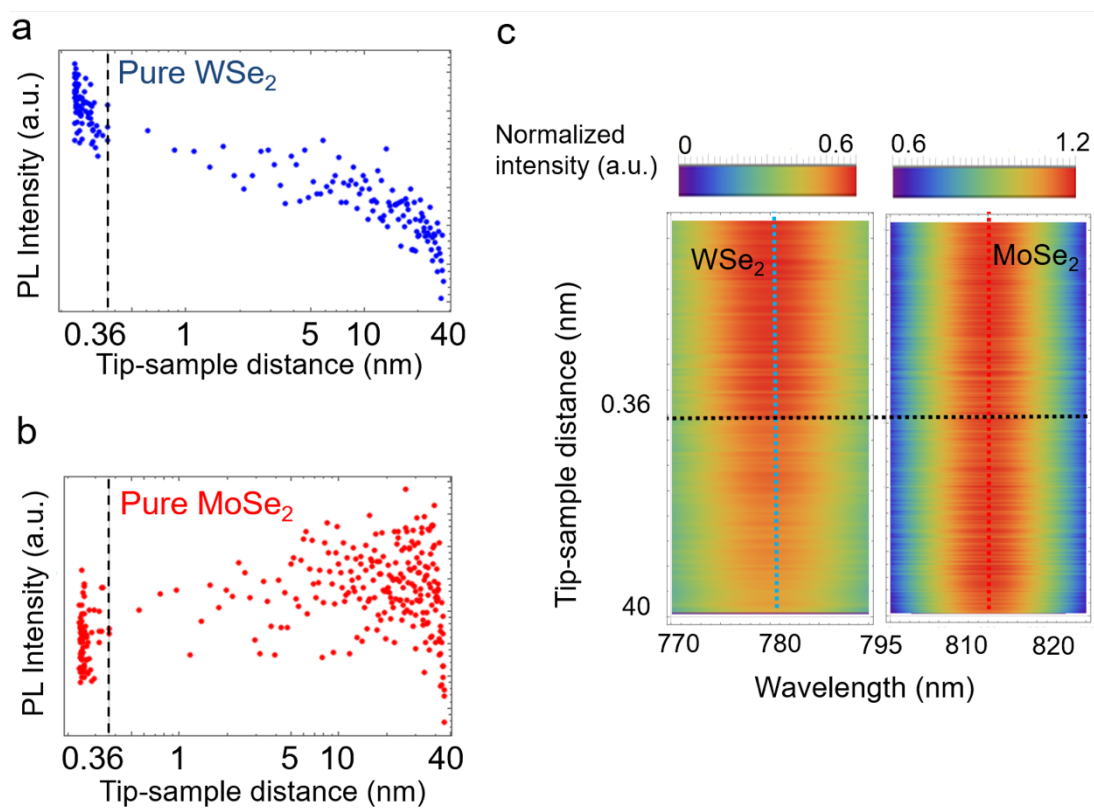 a
Pure WSe₂
PL Intensity (a.u.)
0.36 1 5 10 40
Tip-sample distance (nm)
b
Pure MoSe₂
PL Intensity (a.u.)
0.36 1 5 10 40
Tip-sample distance (nm)
c
Normalized
intensity (a.u.)
0 0.6 0.6 1.2
WSe₂ MoSe₂
Tip-sample distance (nm)
0.36
40
770 780 795 810 820
Wavelength (nm)